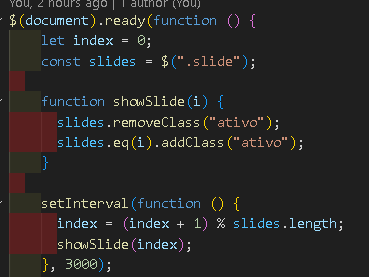 You, 2 hours ago | 1 author (You)
$(document).ready(function () {
    let index = 0;
    const slides = $(".slide");

    function showSlide(i) {
      slides.removeClass("ativo");
      slides.eq(i).addClass("ativo");
    }

    setInterval(function () {
      index = (index + 1) % slides.length;
      showSlide(index);
    }, 3000);